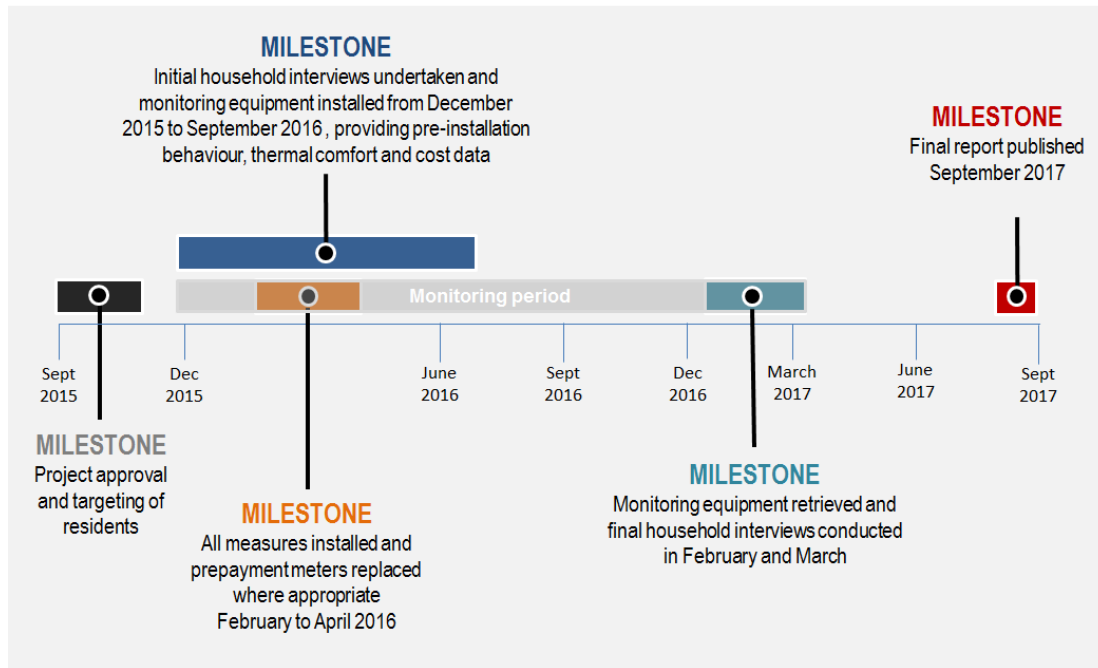 MILESTONE
Initial household interviews undertaken and
monitoring equipment installed from December
2015 to September 2016 , providing pre-installation
behaviour, thermal comfort and cost data
MILESTONE
Final report published
September 2017
Monitoring period
Sept
2015
Dec
2015
June
2016
Sept
2016
Dec
2016
March
2017
June
2017
Sept
2017
MILESTONE
Project approval
and targeting of
residents
MILESTONE
All measures installed and
prepayment meters replaced
where appropriate
February to April 2016
MILESTONE
Monitoring equipment retrieved and
final household interviews conducted
in February and March